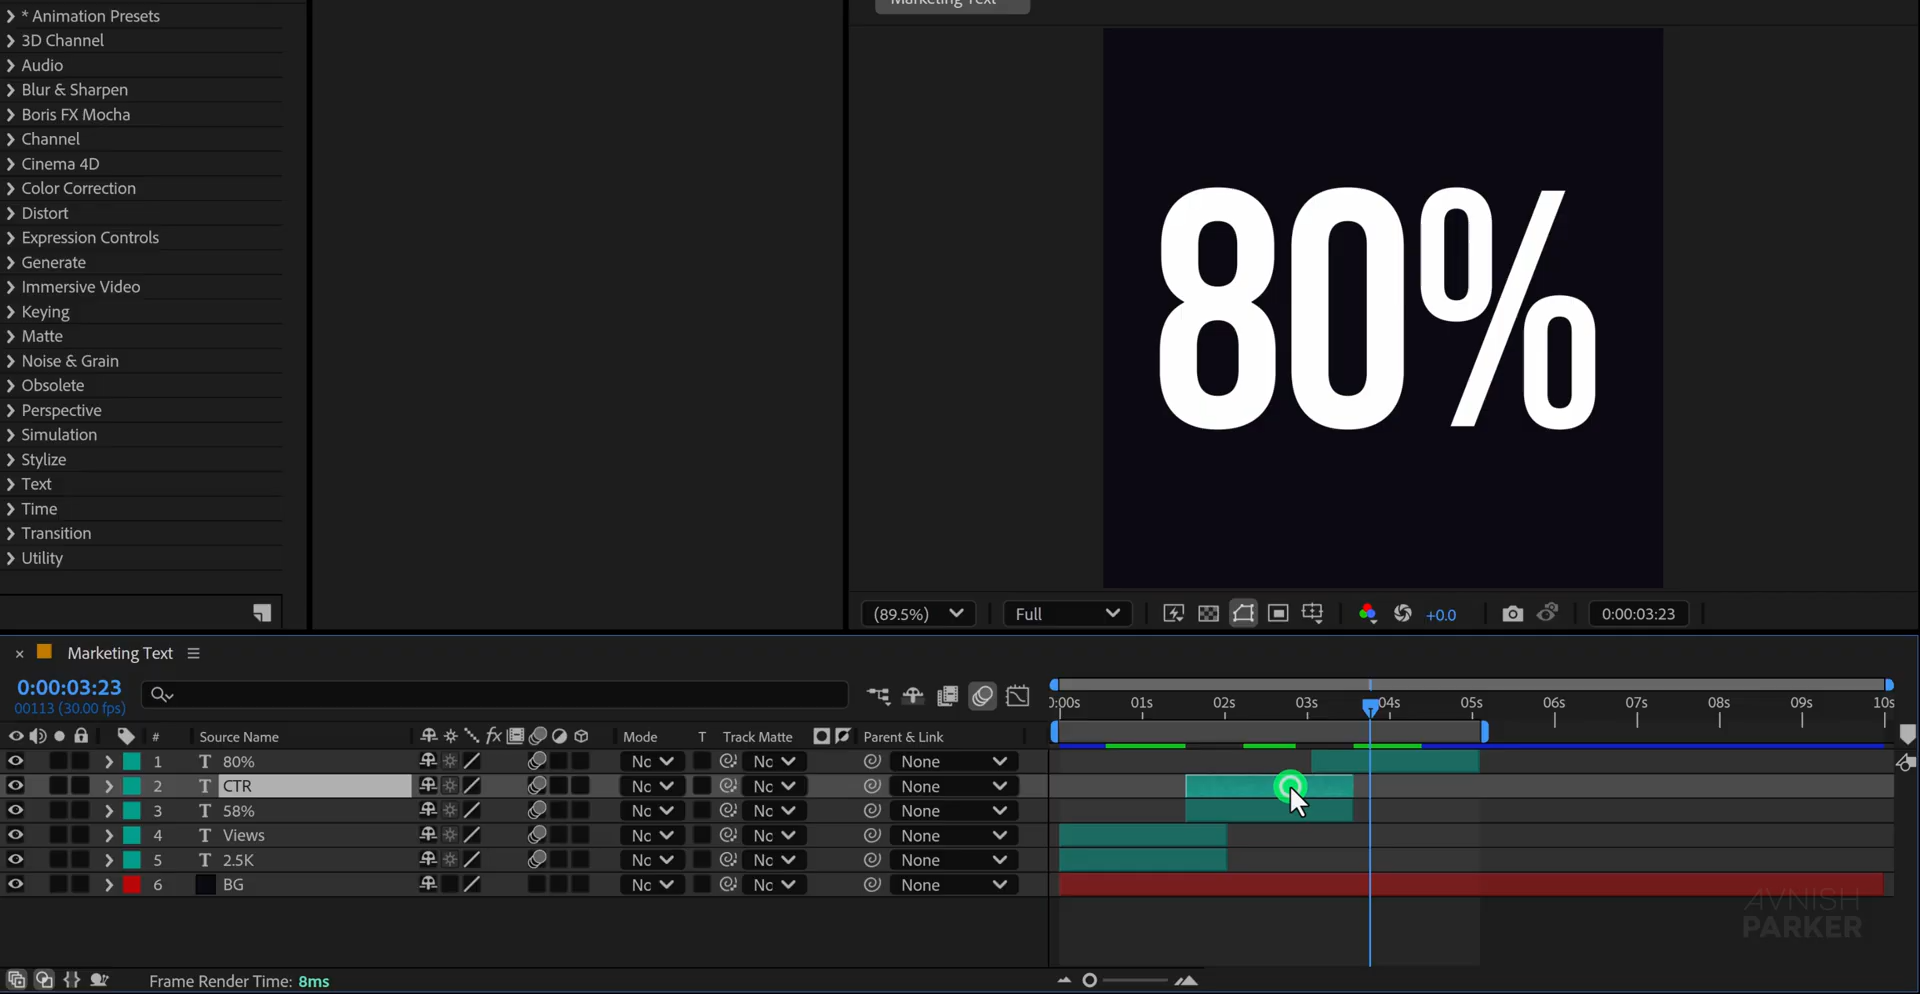 * Animation Presets
3D Channel
Audio
Blur & Sharpen
Boris FX Mocha
Channel
Cinema 4D
Color Correction
Distort
Expression Controls
Generate
Immersive Video
Keying
Matte
Noise & Grain
Obsolete
Perspective
Simulation
Stylize
Text
Time
Transition
Utility
Marketing Text
80%
(89.5%)
Full
+0.0
0:00:03:23
Marketing Text
0:00:03:23
00113 (30.00 fps)
:00s 01s 02s 03s 04s 05s 06s 07s 08s 09s 10s
# Source Name fx Mode T Track Matte Parent & Link
1 T 80% Nc Nc None
2 T CTR Nc Nc None
3 T 58% Nc Nc None
4 T Views Nc Nc None
5 T 2.5K Nc Nc None
6 BG Nc Nc None
AVNISH
PARKER
Frame Render Time: 8ms